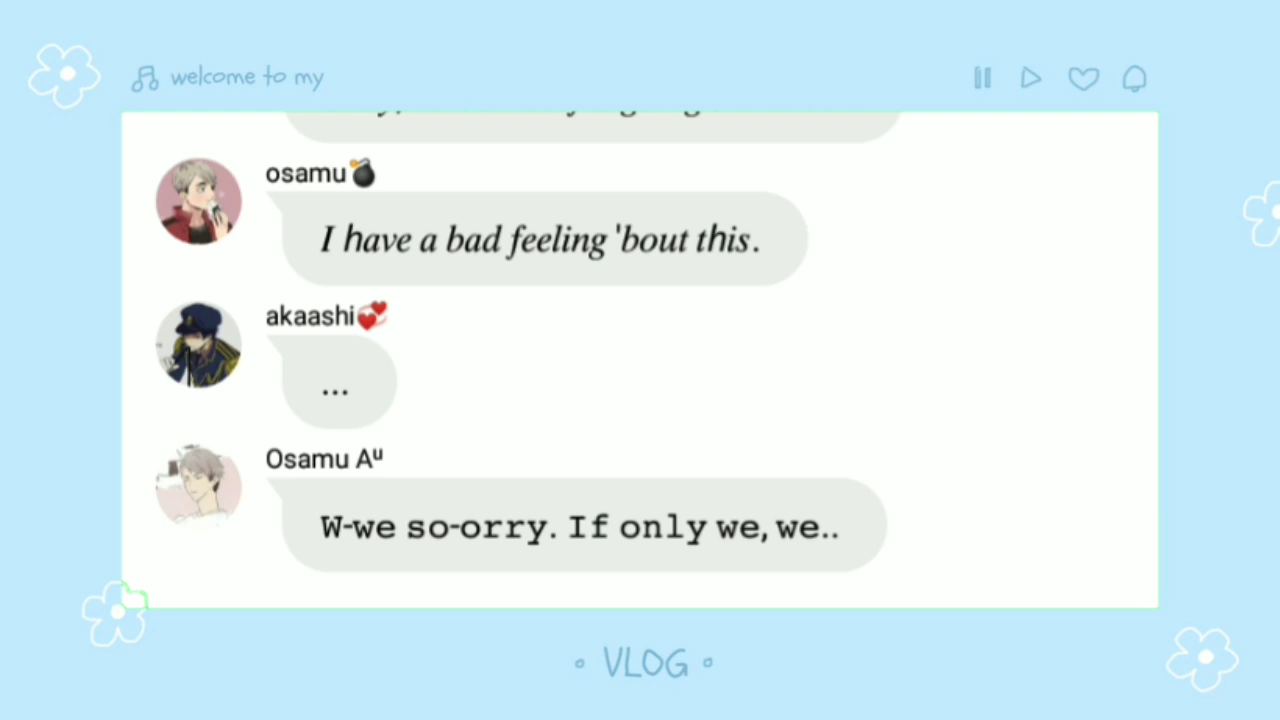 welcome to my
osamu💣
I have a bad feeling 'bout this.
akaashi💞
...
Osamu Aᵘ
W-we so-orry. If only we, we..
• VLOG •